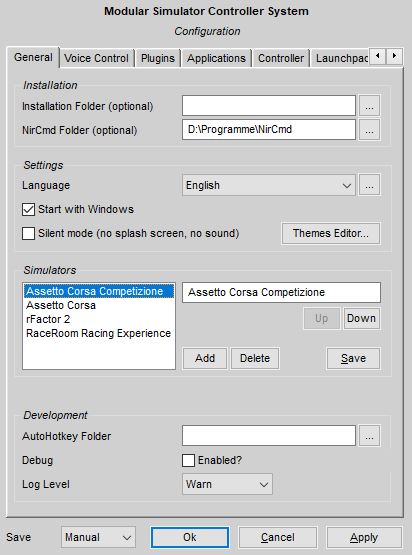 Modular Simulator Controller System
Configuration
General Voice Control Plugins Applications Controller Launchpad
Installation
Installation Folder (optional) ...
NirCmd Folder (optional) D:\Programme\NirCmd ...
Settings
Language English ...
Start with Windows
Silent mode (no splash screen, no sound) Themes Editor...
Simulators
Assetto Corsa Competizione Assetto Corsa Competizione
Assetto Corsa
rFactor 2 Up Down
RaceRoom Racing Experience
Add Delete Save
Development
AutoHotkey Folder ...
Debug Enabled?
Log Level Warn
Save Manual Ok Cancel Apply